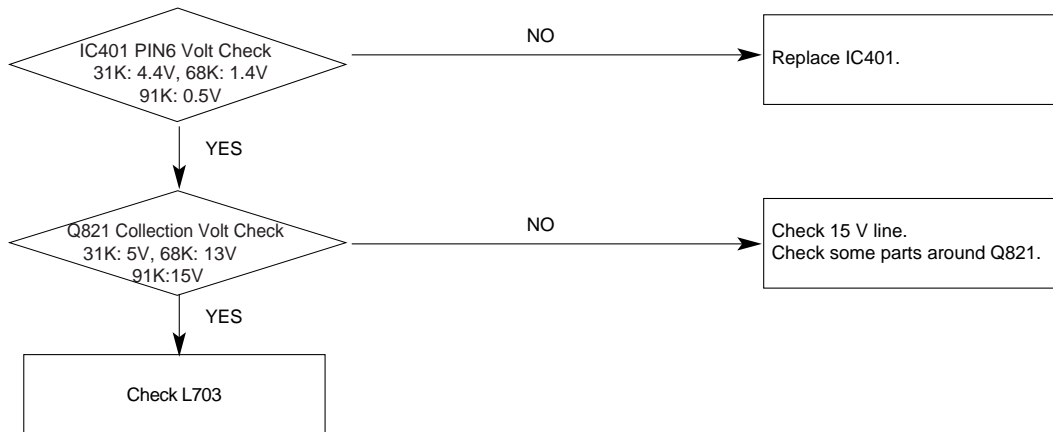 IC401 PIN6 Volt Check
31K: 4.4V, 68K: 1.4V
91K: 0.5V
NO
Replace IC401.
YES
Q821 Collection Volt Check
31K: 5V, 68K: 13V
91K:15V
NO
Check 15 V line.
Check some parts around Q821.
YES
Check L703